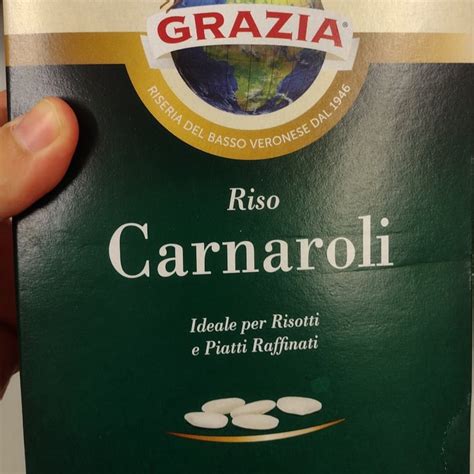 GRAZIA®
RISERIA DEL BASSO VERONESE DAL 1946
Riso
Carnaroli
Ideale per Risotti
e Piatti Raffinati